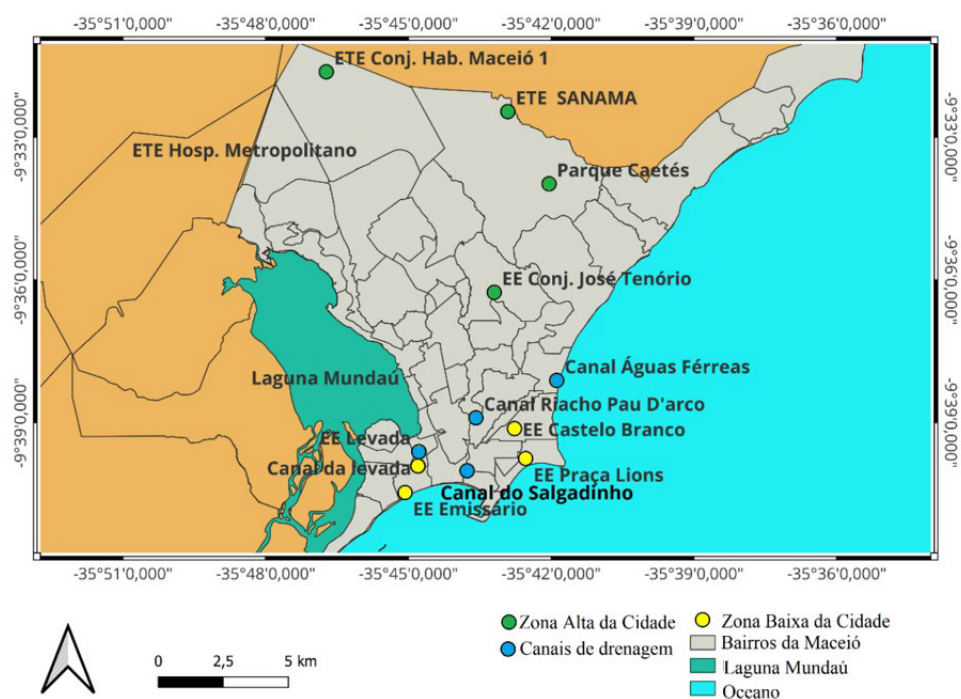 -35°51'0,000" -35°48'0,000" -35°45'0,000" -35°42'0,000" -35°39'0,000" -35°36'0,000"
ETE Conj. Hab. Maceió 1
ETE SANAMA
-9°33'0,000" -9°33'0,000"
ETE Hosp. Metropolitano
Parque Caetés
EE Conj. José Tenório
-9°36'0,000" -9°36'0,000"
Canal Águas Férreas
Laguna Mundaú
Canal Riacho Pau D'arco
-9°39'0,000" -9°39'0,000"
EE Castelo Branco
EE Levada
Canal da levada
EE Praça Lions
Canal do Salgadinho
EE Emissário
-35°51'0,000" -35°48'0,000" -35°45'0,000" -35°42'0,000" -35°39'0,000" -35°36'0,000"
Zona Alta da Cidade
Canais de drenagem
Zona Baixa da Cidade
Bairros da Maceió
Laguna Mundaú
Oceano
0 2,5 5 km